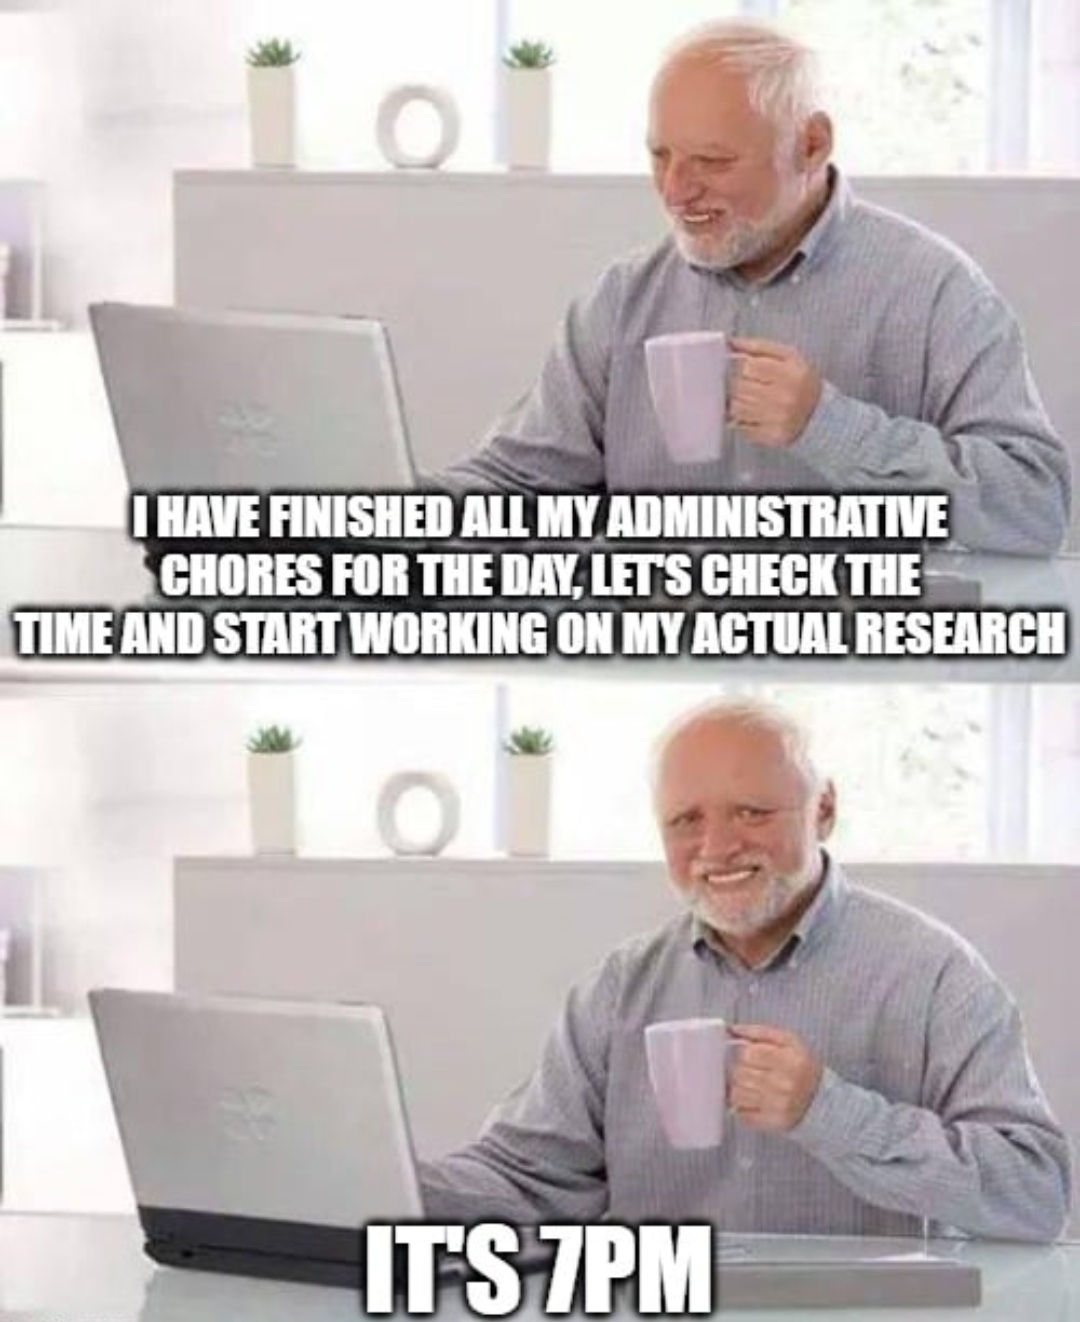 I HAVE FINISHED ALL MY ADMINISTRATIVE
CHORES FOR THE DAY, LET'S CHECK THE
TIME AND START WORKING ON MY ACTUAL RESEARCH
IT'S 7PM